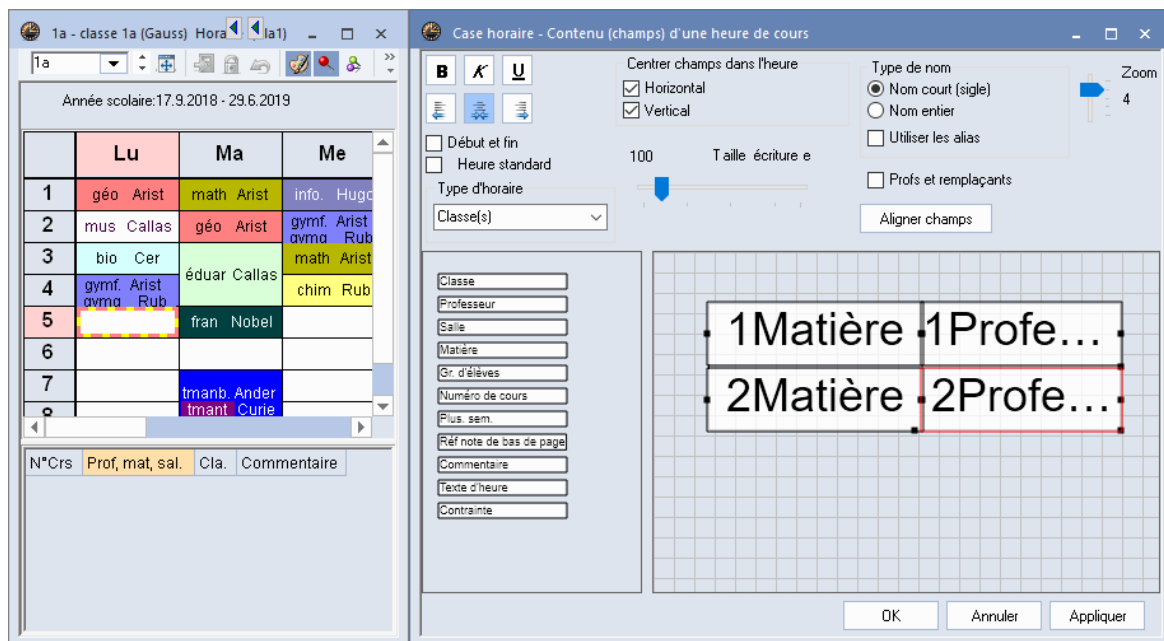 1a - classe 1a (Gauss) Hora la1)
1a
Année scolaire:17.9.2018 - 29.6.2019
Lu Ma Me
1 géo Arist math Arist info. Hugo
2 mus Callas géo Arist gymf. Arist
gymg Rub
3 bio Cer éduar Callas math Arist
4 gymf. Arist chim Rub
gymg Rub
5 fran Nobel
6
7 tmanb. Ander
8 tmant Curie
N°Crs Prof, mat, sal. Cla. Commentaire
Case horaire - Contenu (champs) d'une heure de cours
B K U
Début et fin
Heure standard
Type d'horaire
Classe(s)
Centrer champs dans l'heure
Horizontal
Vertical
100 Taille écriture e
Type de nom
Nom court (sigle)
Nom entier
Utiliser les alias
Profs et remplaçants
Aligner champs
Zoom
4
Classe
Professeur
Salle
Matière
Gr. d'élèves
Numéro de cours
Plus. sem.
Réf note de bas de page
Commentaire
Texte d'heure
Contrainte
1Matière 1Profe...
2Matière 2Profe...
OK Annuler Appliquer